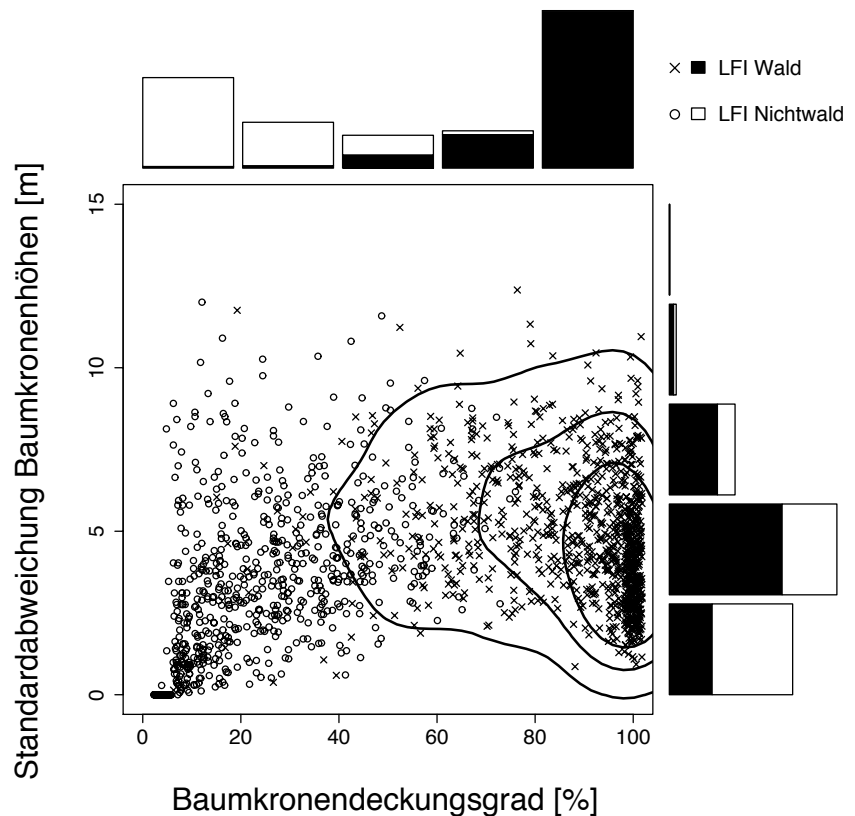 LFI Wald
LFI Nichtwald
Standardabweichung Baumkronenhöhen [m]
15
10
5
0
0 20 40 60 80 100
Baumkronendeckungsgrad [%]